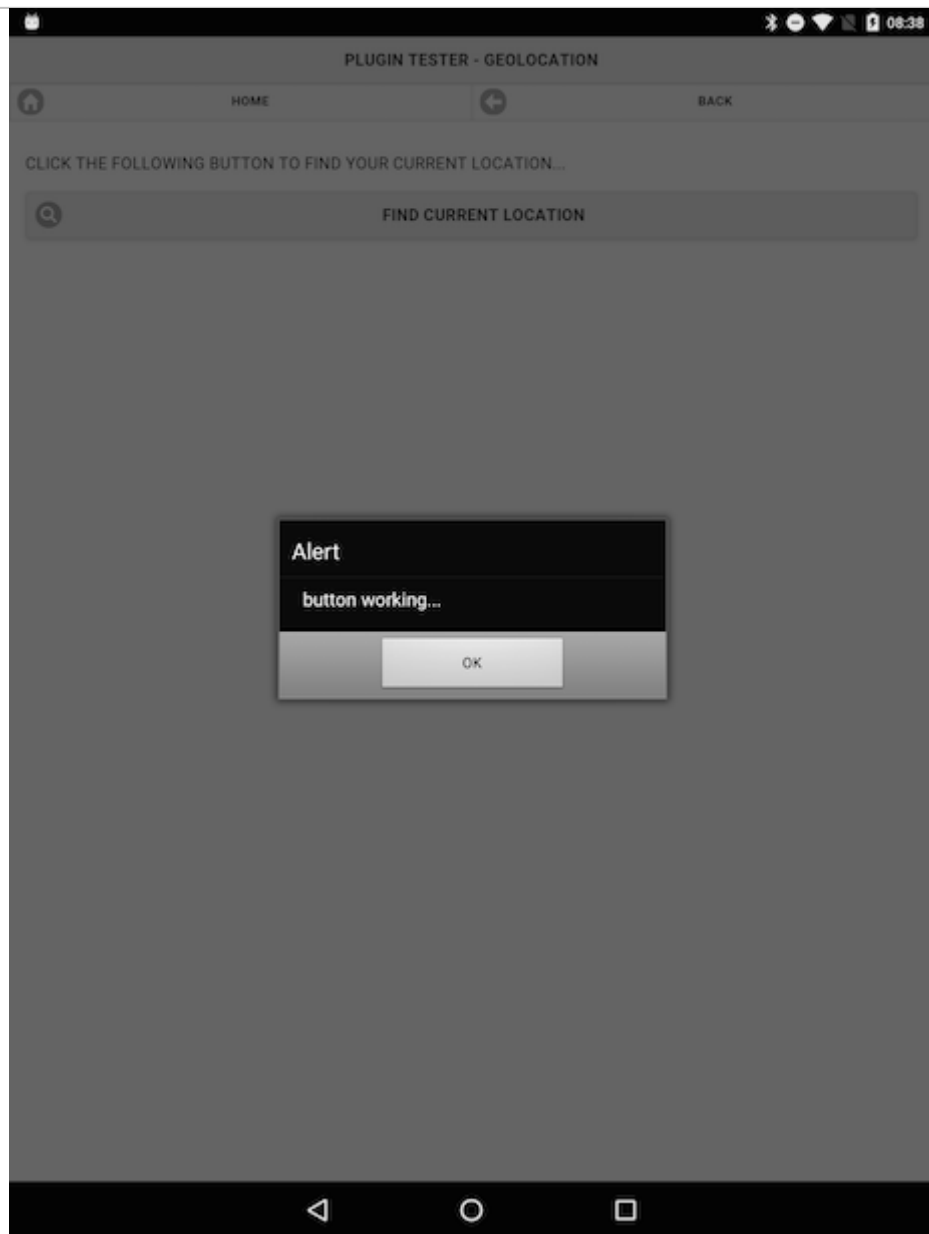 08:38
PLUGIN TESTER - GEOLOCATION
HOME BACK
CLICK THE FOLLOWING BUTTON TO FIND YOUR CURRENT LOCATION...
FIND CURRENT LOCATION
Alert
button working...
OK